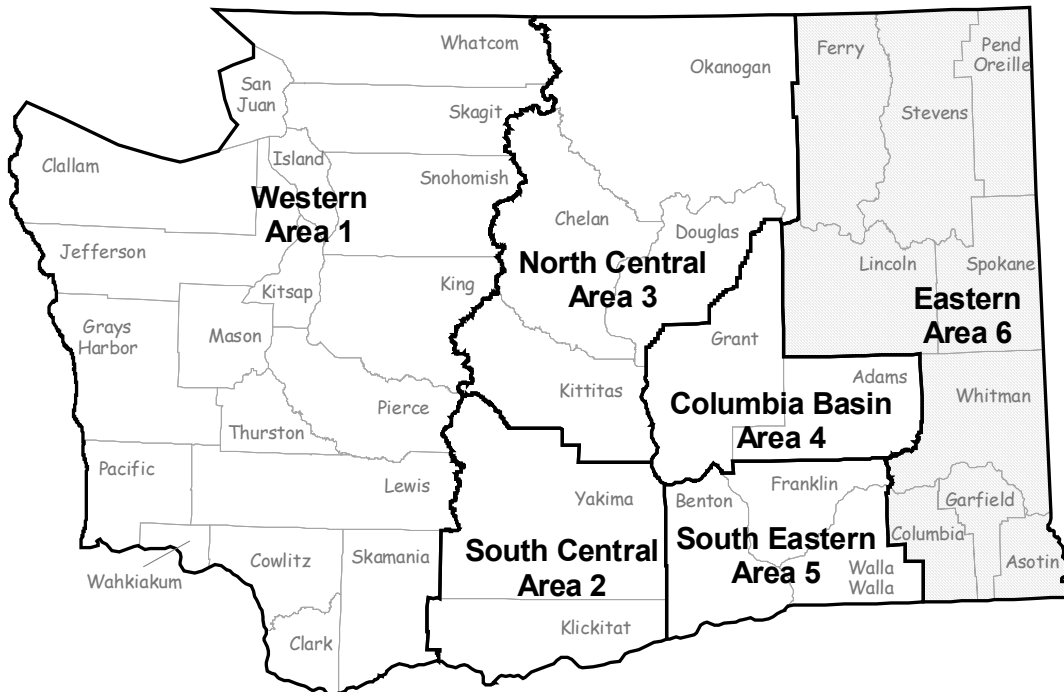 Whatcom
Ferry
Pend
Oreille
Okanogan
San
Juan
Skagit
Stevens
Island
Clallam
Snohomish
Western
Area 1
Chelan
Douglas
Jefferson
Lincoln
Spokane
North Central
Area 3
Kitsap
King
Eastern
Area 6
Grays
Harbor
Mason
Grant
Adams
Kittitas
Whitman
Pierce
Columbia Basin
Area 4
Thurston
Pacific
Lewis
Yakima
Benton
Franklin
Garfield
Columbia
South Central
Area 2
South Eastern
Area 5
Cowlitz
Skamania
Walla
Walla
Asotin
Wahkiakum
Klickitat
Clark